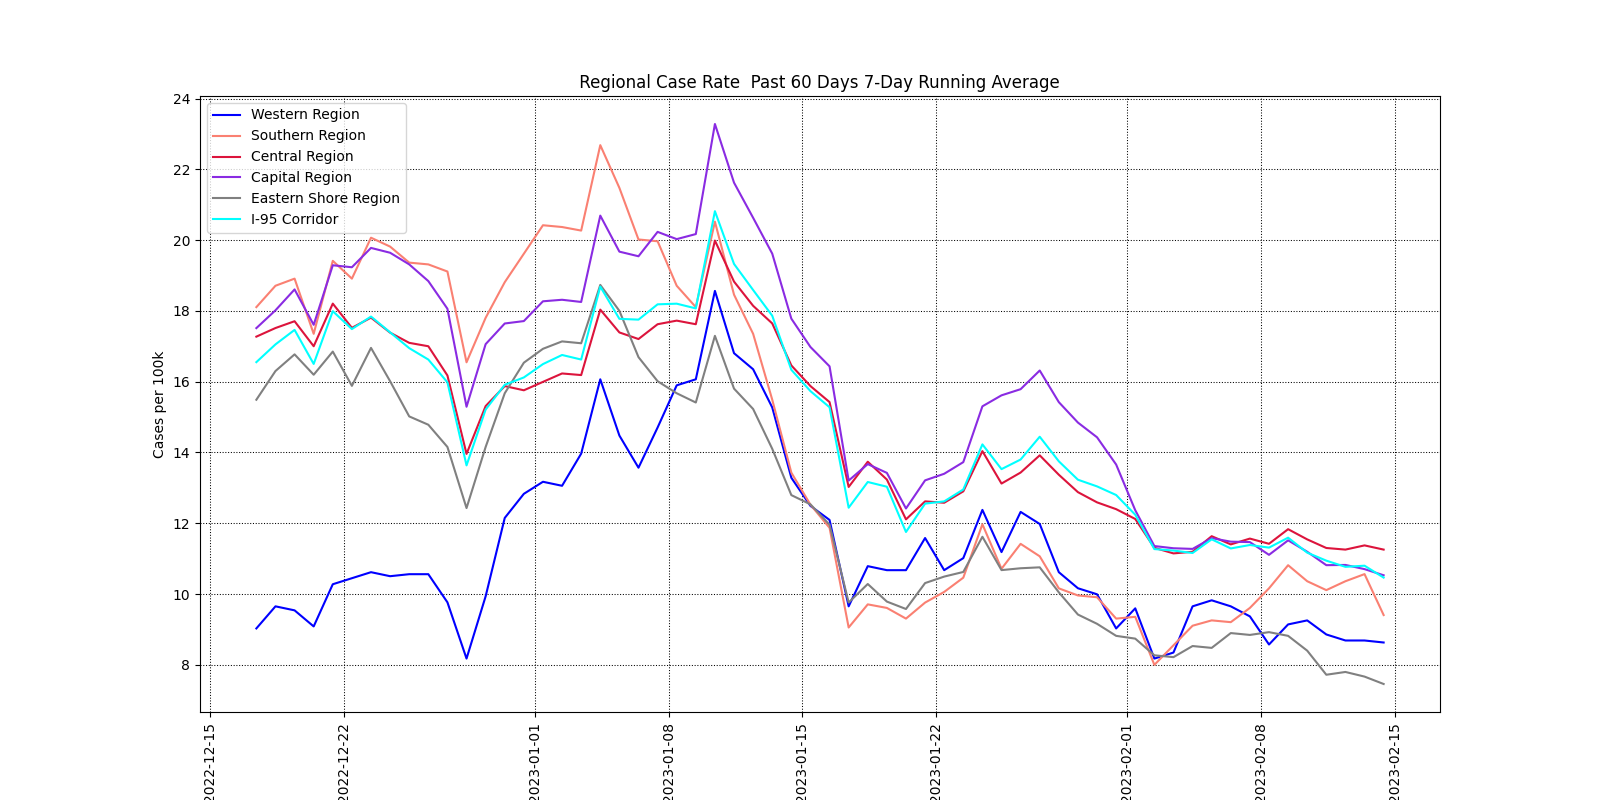 Regional Case Rate  Past 60 Days 7-Day Running Average
Western Region
Southern Region
Central Region
Capital Region
Eastern Shore Region
I-95 Corridor
Cases per 100k
24
22
20
18
16
14
12
10
8
2022-12-15
2022-12-22
2023-01-01
2023-01-08
2023-01-15
2023-01-22
2023-02-01
2023-02-08
2023-02-15